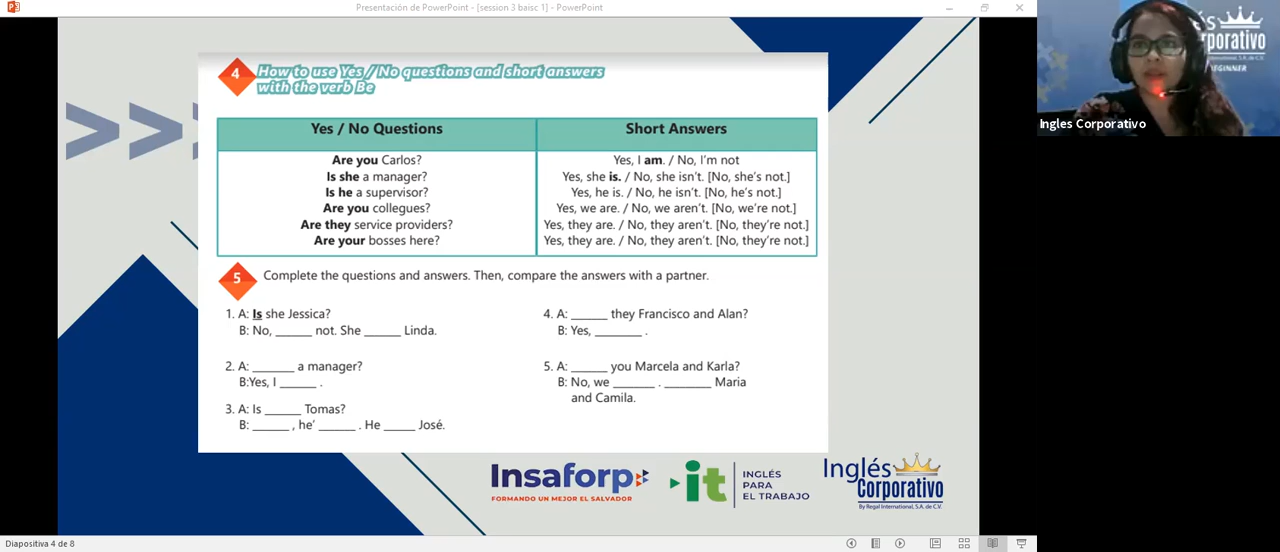 Presentación de PowerPoint - [session 3 baisc 1] - PowerPoint
4
How to use Yes / No questions and short answers
with the verb Be
Yes / No Questions
Short Answers
Are you Carlos?
Yes, I am. / No, I'm not
Is she a manager?
Yes, she is. / No, she isn't. [No, she's not.]
Is he a supervisor?
Yes, he is. / No, he isn't. [No, he's not.]
Are you collegues?
Yes, we are. / No, we aren't. [No, we're not.]
Are they service providers?
Yes, they are. / No, they aren't. [No, they're not.]
Are your bosses here?
Yes, they are. / No, they aren't. [No, they're not.]
5
Complete the questions and answers. Then, compare the answers with a partner.
1. A: Is she Jessica?
B: No, ______ not. She ______ Linda.
2. A: _______ a manager?
B:Yes, I ______ .
3. A: Is ______ Tomas?
B: ______ , he' ______ . He _____ José.
4. A: ______ they Francisco and Alan?
B: Yes, ________ .
5. A: ______ you Marcela and Karla?
B: No, we _______ . ________ Maria
and Camila.
Insaforp
FORMANDO UN MEJOR EL SALVADOR
it
INGLÉS
PARA
EL TRABAJO
Inglés
Corporativo
By Regal International, S.A. de C.V.
Diapositiva 4 de 8
Ingles Corporativo